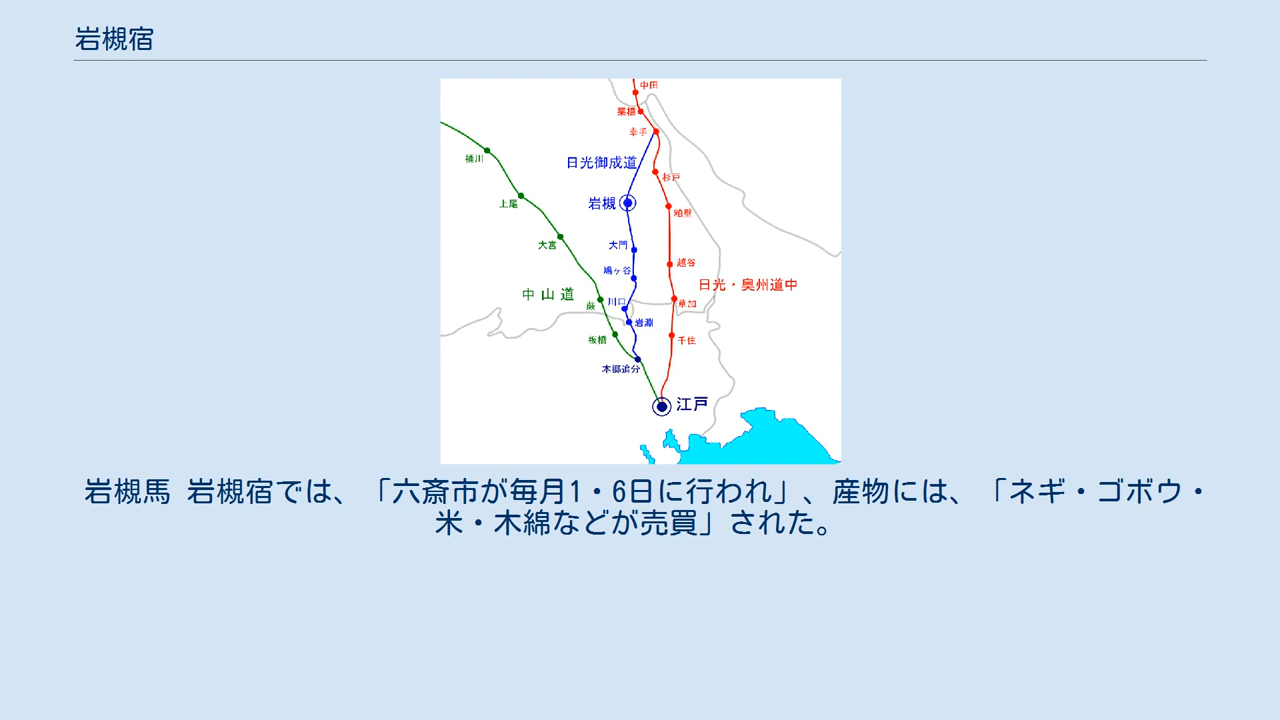 岩槻宿
中田
栗橋
幸手
日光御成道
桶川
杉戸
上尾
岩槻
粕壁
大宮
大門
越谷
鳩ヶ谷
日光・奥州道中
中山道
蕨
川口
草加
岩淵
板橋
千住
本郷追分
江戸
岩槻馬 岩槻宿では、「六斎市が毎月1・6日に行われ」、産物には、「ネギ・ゴボウ・
米・木綿などが売買」された。